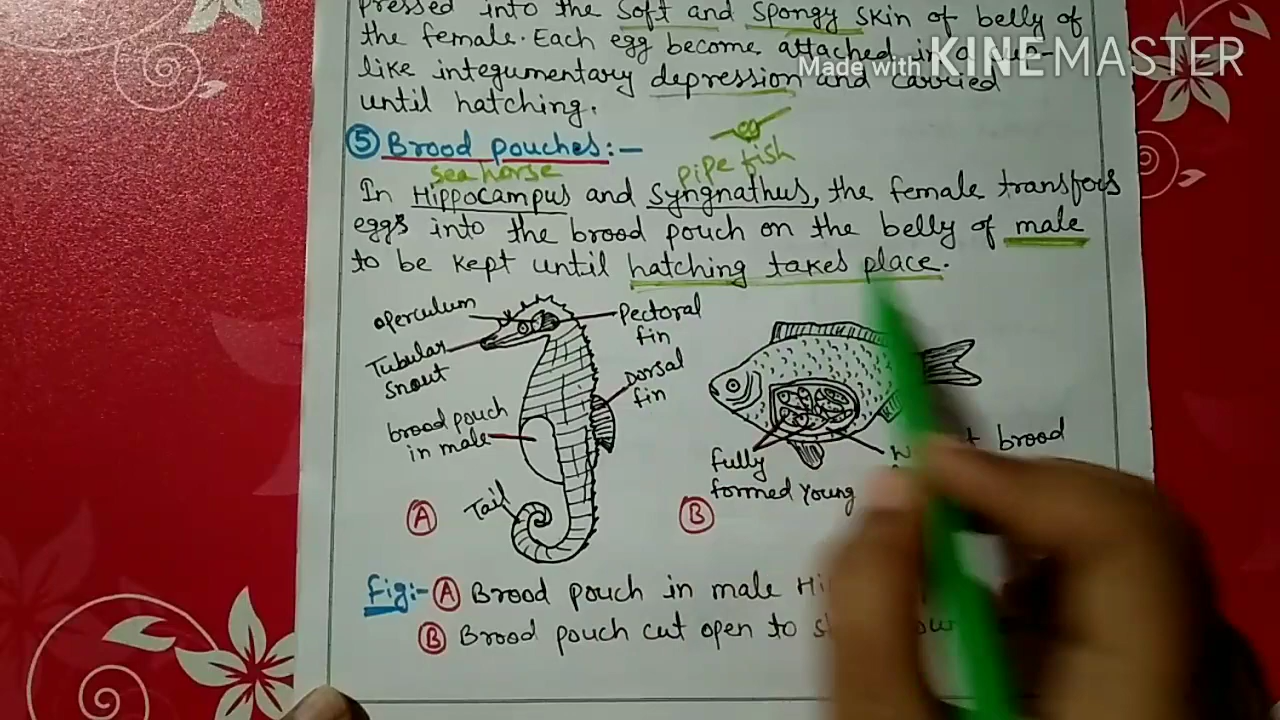 pressed into the soft and spongy skin of belly of
the female. Each egg become attached in a
like integumentary depression and carried
until hatching.
Made with KINEMASTER
⑤ Brood pouches:-
sea horse
pipe fish
In Hippocampus and Syngnathus, the female
eggs into the brood pouch on the belly of male
to be kept until hatching takes place.
operculum
Pectoral
fin
Tubular
snout
Dorsal
fin
brood pouch
in male
Tail
Ⓐ
Fully
formed young
brood
Ⓑ
Fig:- Ⓐ Brood pouch in male
Ⓑ Brood pouch cut open to